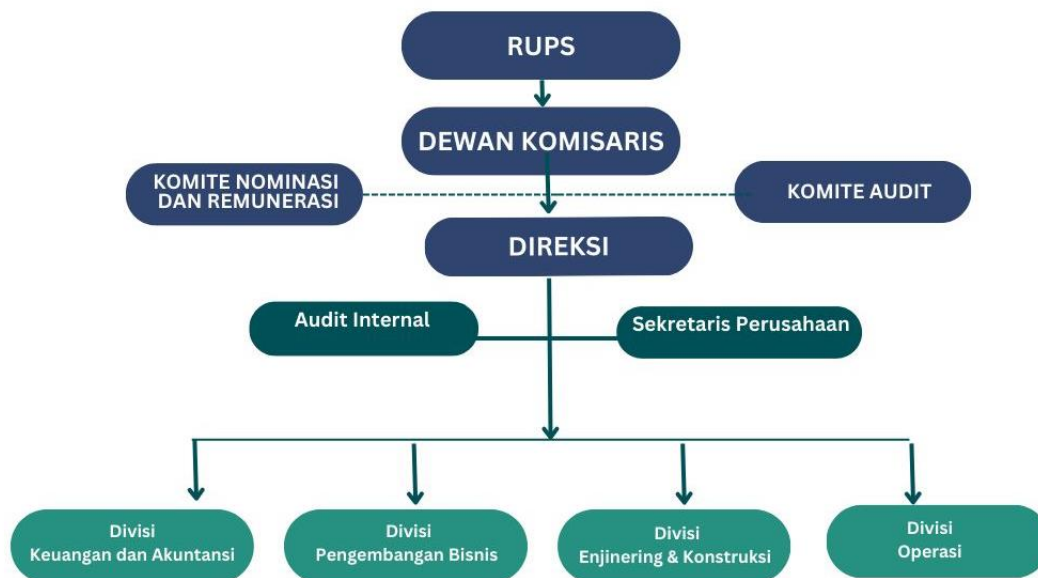 RUPS
DEWAN KOMISARIS
KOMITE NOMINASI
DAN REMUNERASI
KOMITE AUDIT
DIREKSI
Audit Internal
Sekretaris Perusahaan
Divisi
Keuangan dan Akuntansi
Divisi
Pengembangan Bisnis
Divisi
Enjinering & Konstruksi
Divisi
Operasi